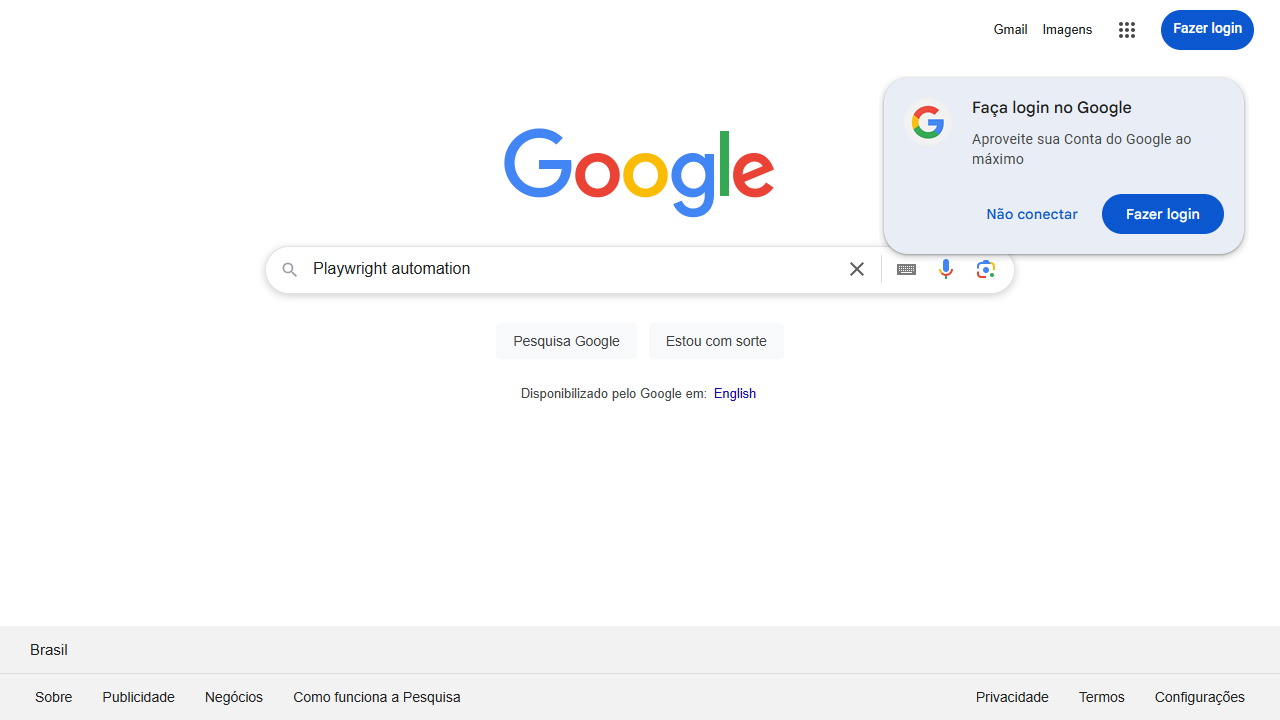 Gmail Imagens Fazer login
Faça login no Google
Aproveite sua Conta do Google ao
máximo
Não conectar Fazer login
Google
Playwright automation
Pesquisa Google Estou com sorte
Disponibilizado pelo Google em: English
Brasil
Sobre Publicidade Negócios Como funciona a Pesquisa Privacidade Termos Configurações